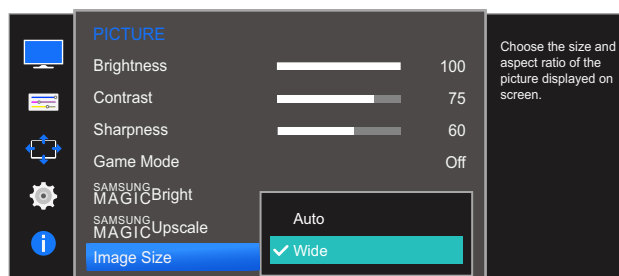 PICTURE
Brightness 100
Contrast 75
Sharpness 60
Game Mode Off
SAMSUNG MAGICBright
SAMSUNG MAGICUpscale
Image Size
Auto
Wide
Choose the size and
aspect ratio of the
picture displayed on
screen.